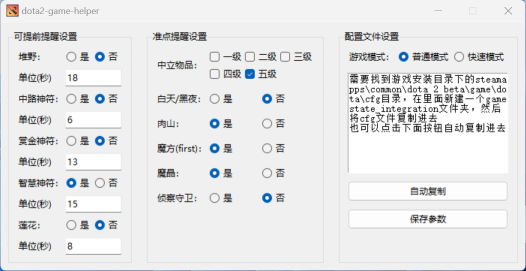 dota2-game-helper
可提前提醒设置
堆野: 是 否
单位(秒) 18
中路神符: 是 否
单位(秒) 6
赏金神符: 是 否
单位(秒) 13
智慧神符: 是 否
单位(秒) 15
莲花: 是 否
单位(秒) 8
准点提醒设置
中立物品: 一级 二级 三级
四级 五级
白天/黑夜: 是 否
肉山: 是 否
魔方(first): 是 否
魔晶: 是 否
侦察守卫: 是 否
配置文件设置
游戏模式: 普通模式 快速模式
需要找到游戏安装目录下的steama
pps\common\dota 2 beta\game\do
ta\cfg目录，在里面新建一个game
state_integration文件夹，然后
将cfg文件复制进去
也可以点击下面按钮自动复制进去
自动复制
保存参数